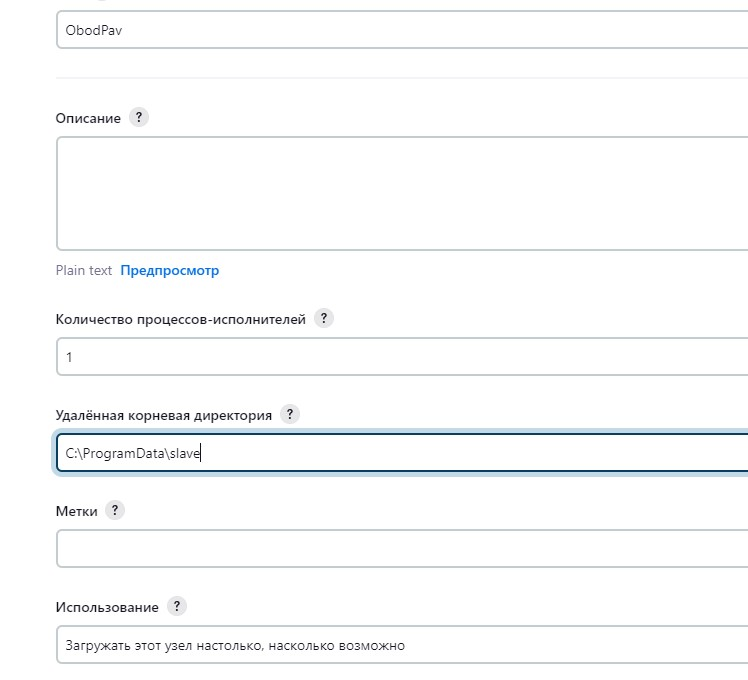 ObodPav
Описание ?
Plain text Предпросмотр
Количество процессов-исполнителей ?
1
Удалённая корневая директория ?
C:\ProgramData\slave
Метки ?
Использование ?
Загружать этот узел настолько, насколько возможно